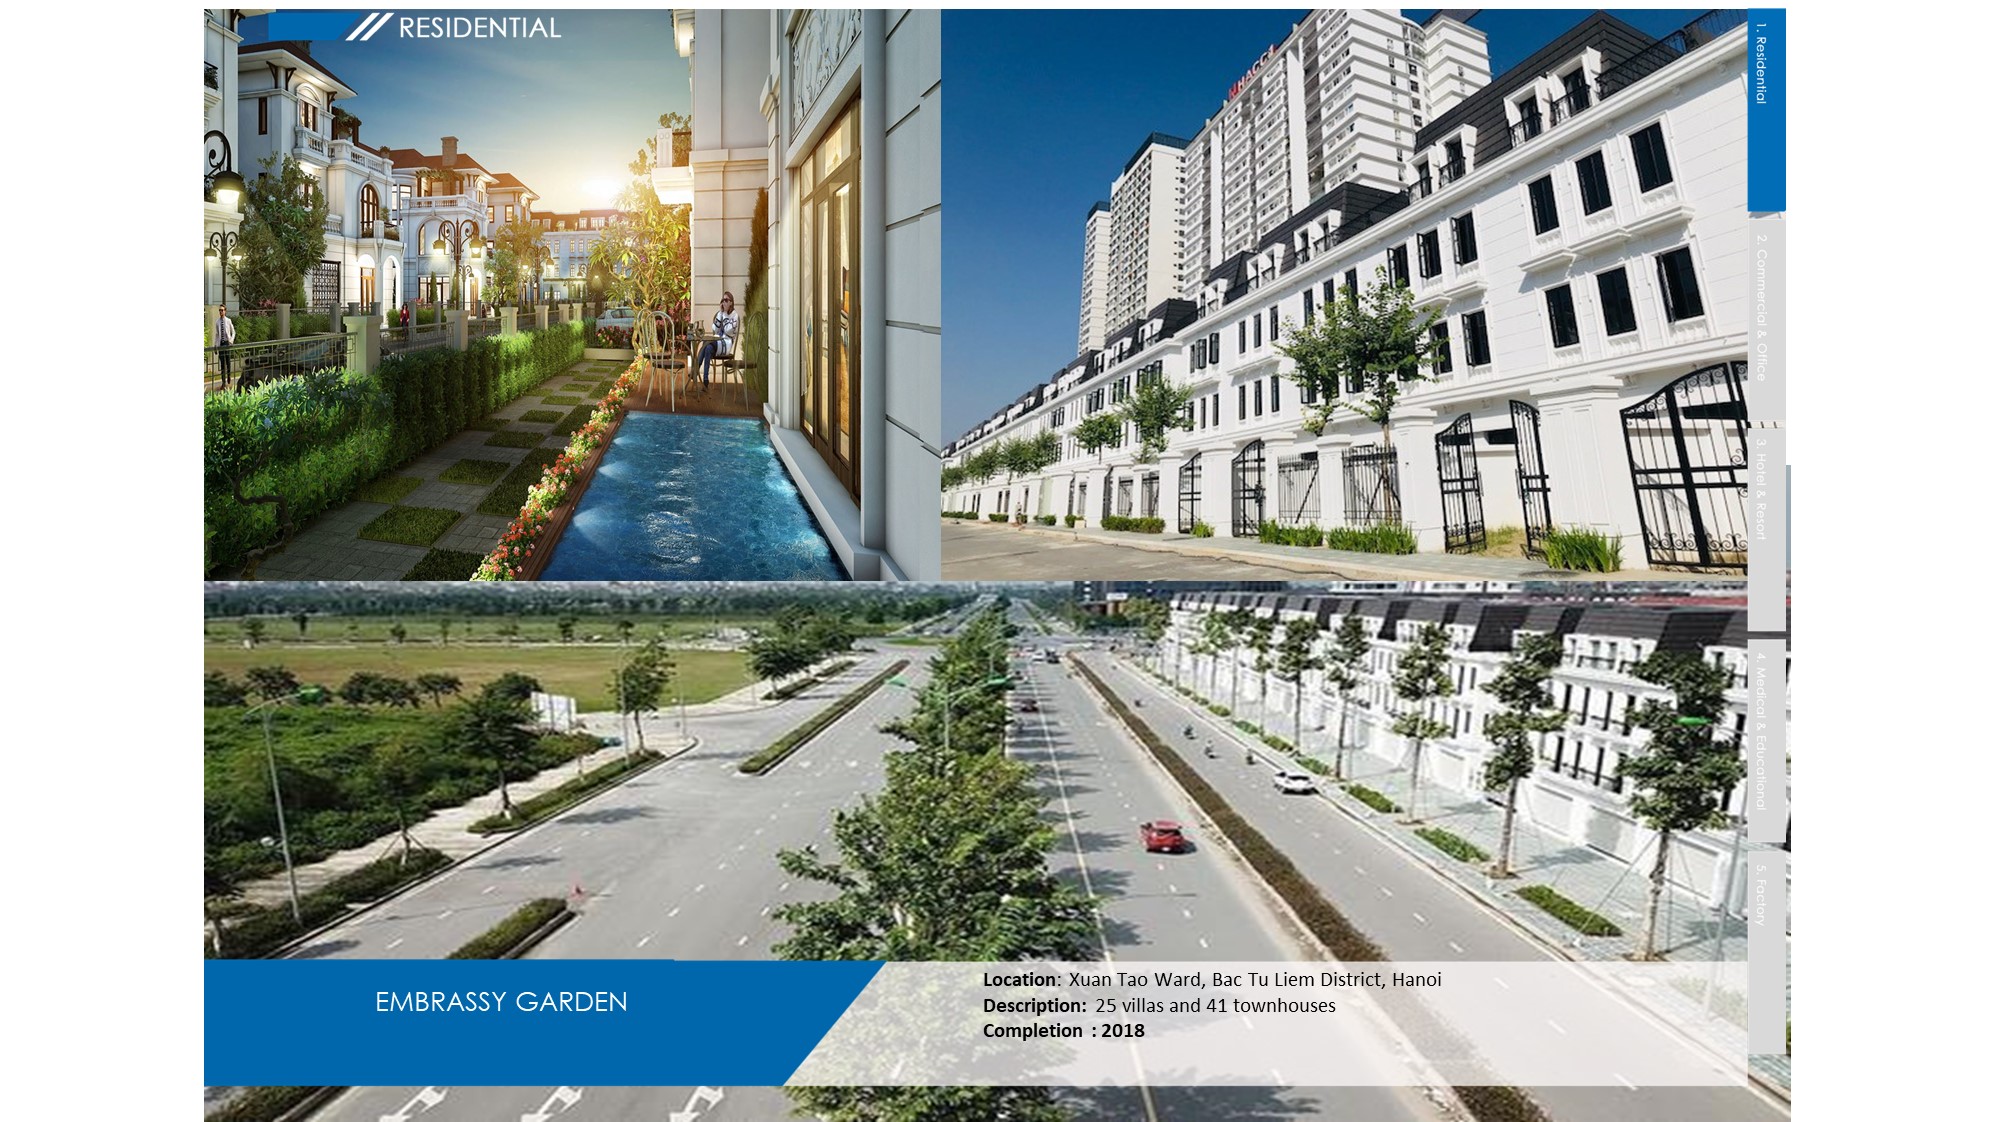 RESIDENTIAL
1. Residential
2. Commercial & Office
3. Hotel & Resort
4. Medical & Educational
5. Factory
EMBRASSY GARDEN
Location: Xuan Tao Ward, Bac Tu Liem District, Hanoi
Description: 25 villas and 41 townhouses
Completion : 2018